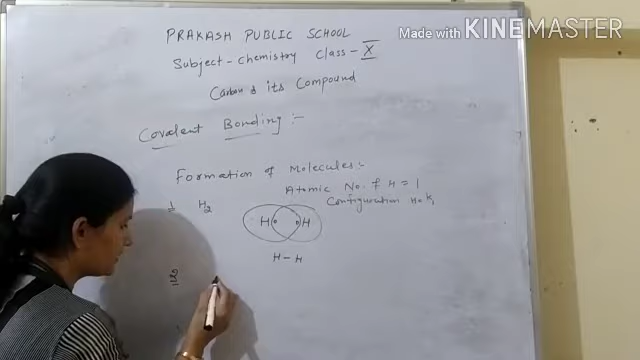 Made with KINEMASTER
PRAKASH PUBLIC SCHOOL
Subject - Chemistry Class - X
Carbon & its Compound
Covalent Bonding :-
Formation of Molecules :-
Atomic No. of H = 1
Configuration
1 H2
H H
H - H
2)